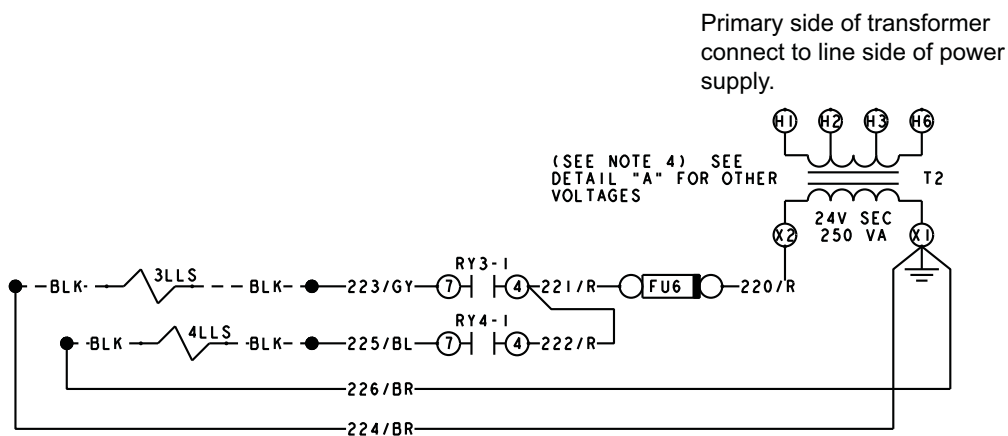 Primary side of transformer
connect to line side of power
supply.
H1 H2 H3 H6
(SEE NOTE 4) SEE
DETAIL "A" FOR OTHER
VOLTAGES
T2
24V SEC
250 VA
X2 X1
BLK 3LLS BLK 223/GY 7 RY3-1 4 221/R FU6 220/R
BLK 4LLS BLK 225/BL 7 RY4-1 4 222/R
226/BR
224/BR